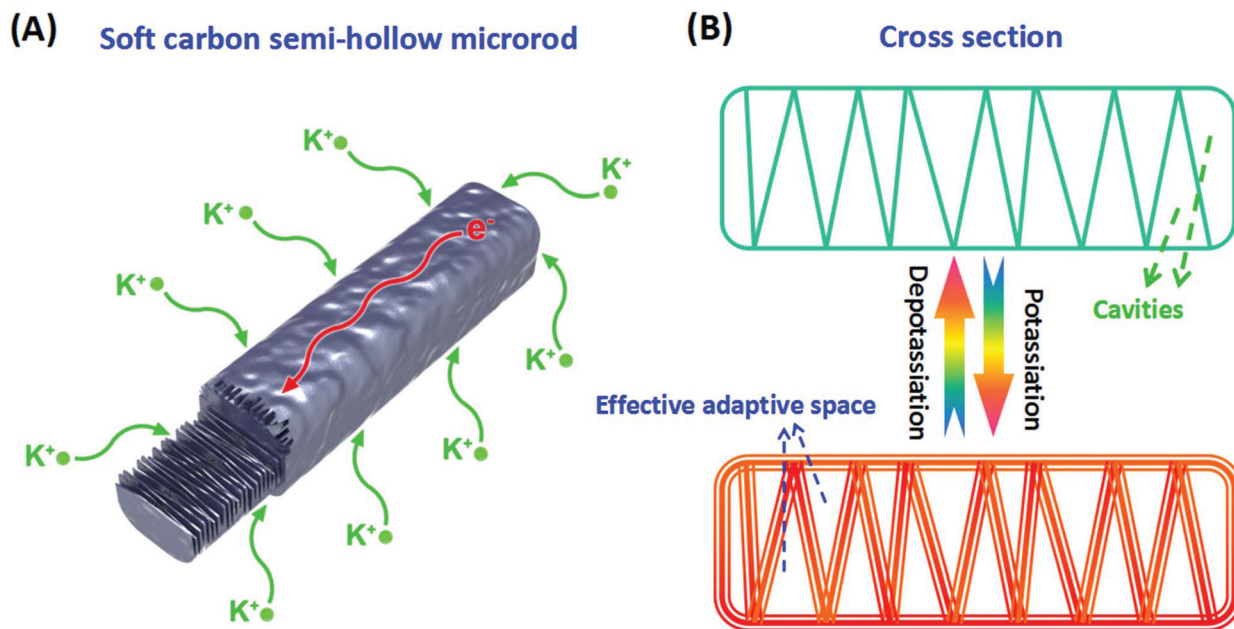 (A)
Soft carbon semi-hollow microrod
K⁺
K⁺
K⁺
K⁺
K⁺
K⁺
K⁺
K⁺
K⁺
e⁻
(B)
Cross section
Cavities
Depotassiation
Potassiation
Effective adaptive space